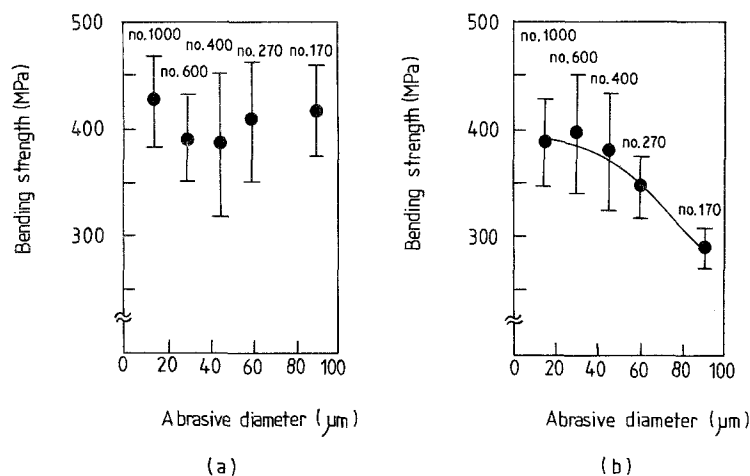 500
400
300
Bending strength (MPa)
no.1000
no.600
no.400
no.270
no.170
0 20 40 60 80 100
Abrasive diameter (μm)
(a)
500
400
300
Bending strength (MPa)
no.1000
no.600
no.400
no.270
no.170
0 20 40 60 80 100
Abrasive diameter (μm)
(b)